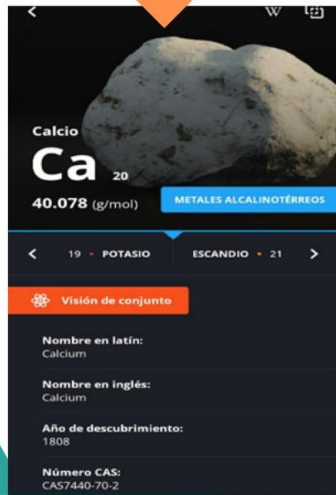 W
Calcio
Ca 20
40.078 (g/mol)
METALES ALCALINOTÉRREOS
19 • POTASIO
ESCANDIO • 21
Visión de conjunto
Nombre en latín:
Calcium
Nombre en inglés:
Calcium
Año de descubrimiento:
1808
Número CAS:
CAS7440-70-2